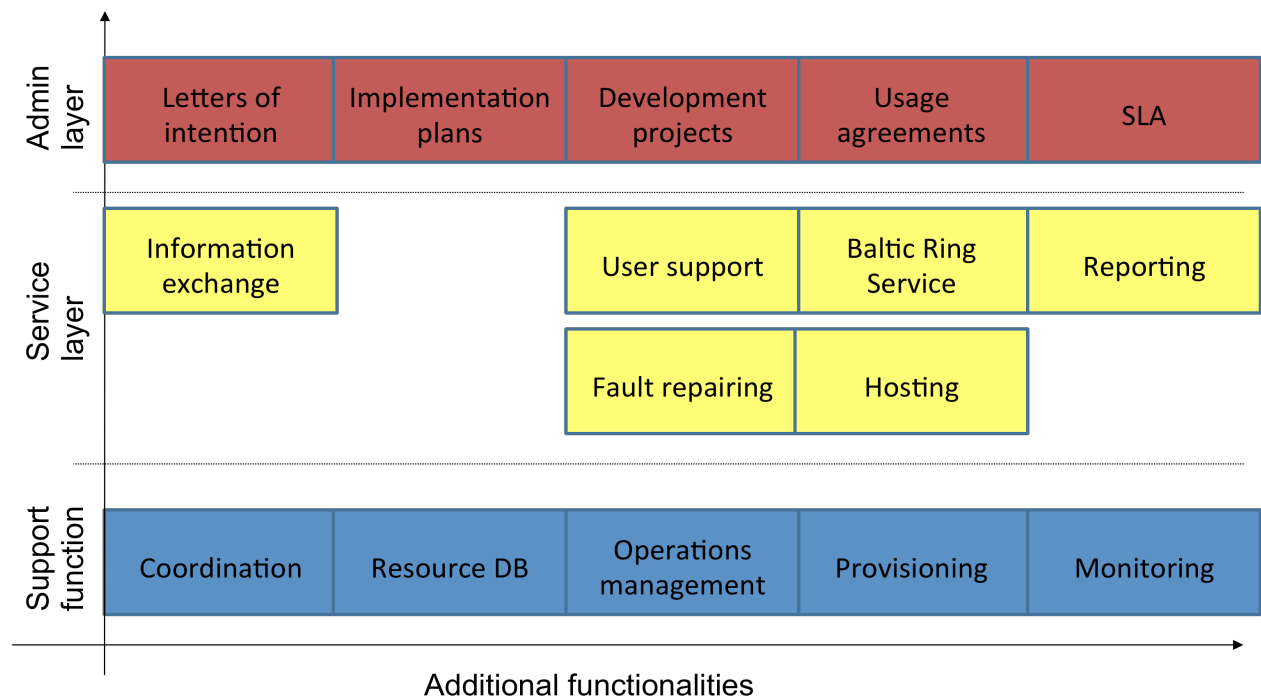 Admin
layer
Letters of
intention
Implementation
plans
Development
projects
Usage
agreements
SLA
Service
layer
Information
exchange
User support
Baltic Ring
Service
Reporting
Fault repairing
Hosting
Support
function
Coordination
Resource DB
Operations
management
Provisioning
Monitoring
Additional functionalities